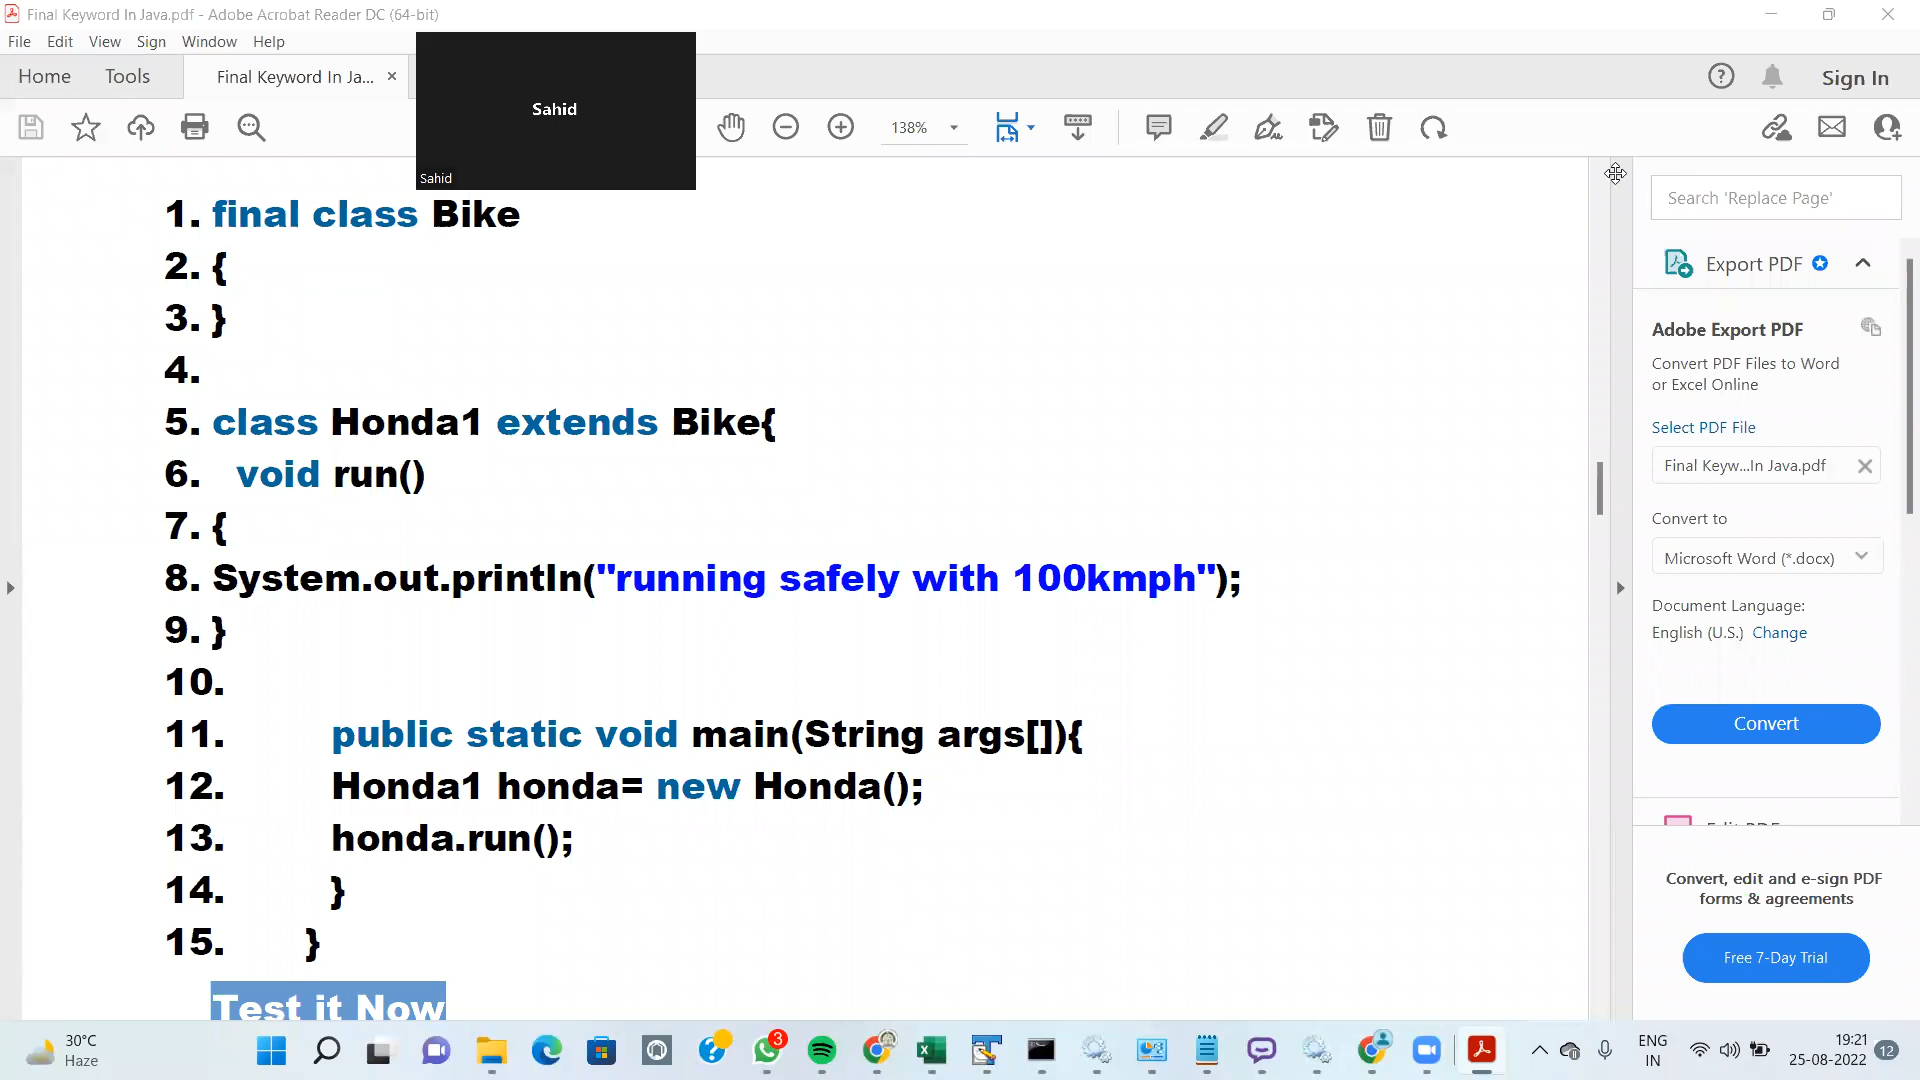 Final Keyword In Java.pdf - Adobe Acrobat Reader DC (64-bit)
File Edit View Sign Window Help
Home Tools Final Keyword In Ja... × Sign In
Sahid
138%
Sahid
Search 'Replace Page'
1. final class Bike
2. {
3. }
4.
5. class Honda1 extends Bike{
6. void run()
7. {
8. System.out.println("running safely with 100kmph");
9. }
10.
11. public static void main(String args[]){
12. Honda1 honda= new Honda();
13. honda.run();
14. }
15. }
Test it Now
Export PDF
Adobe Export PDF
Convert PDF Files to Word
or Excel Online
Select PDF File
Final Keyw...In Java.pdf
Convert to
Microsoft Word (*.docx)
Document Language:
English (U.S.) Change
Convert
Convert, edit and e-sign PDF
forms & agreements
Free 7-Day Trial
30°C
Haze
3
ENG
IN
19:21
25-08-2022
12